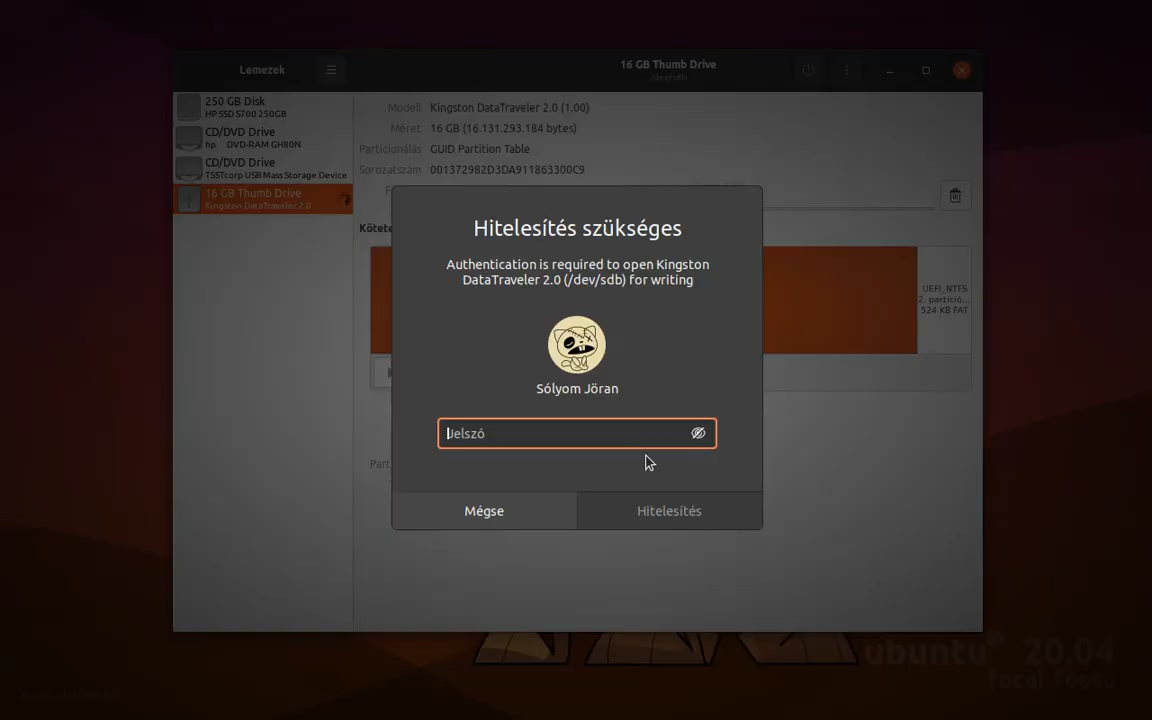 Lemezek
16 GB Thumb Drive
/dev/sdb
250 GB Disk
HP SSD S700 250GB
CD/DVD Drive
hp DVD-RAM GH80N
CD/DVD Drive
TSSTcorp USB Mass Storage Device
16 GB Thumb Drive
Kingston DataTraveler 2.0
Modell Kingston DataTraveler 2.0 (1.00)
Méret 16 GB (16.131.293.184 bytes)
Particionálás GUID Partition Table
Sorozatszám 001372982D3DA911863300C9
Kötete
UEFI_NTFS
2. partíció…
524 KB FAT
Part
Hitelesítés szükséges
Authentication is required to open Kingston
DataTraveler 2.0 (/dev/sdb) for writing
Sólyom Jöran
Jelszó
Mégse Hitelesítés
ubuntu® 20.04
focal fossa